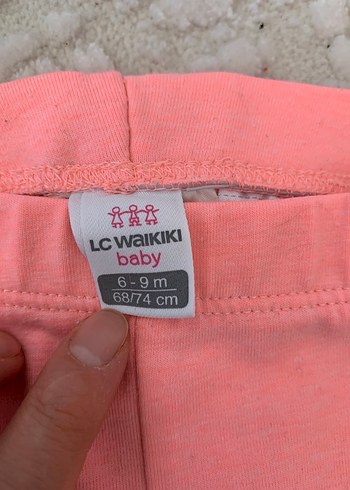 LC WAIKIKI
baby
6 - 9 m
68/74 cm